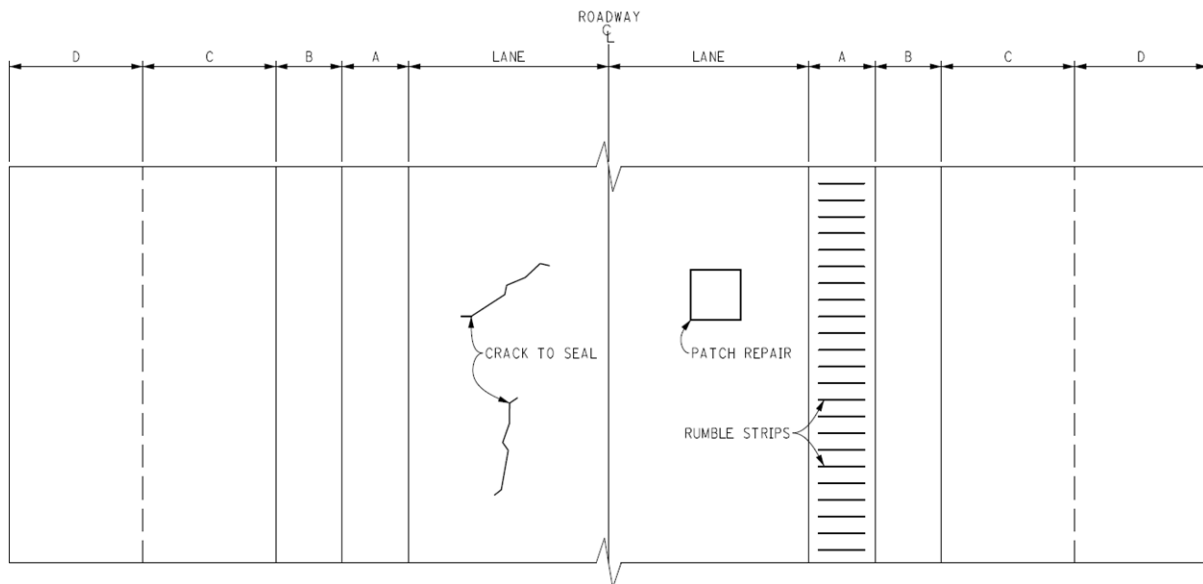 ROADWAY
℄
D C B A LANE LANE A B C D
CRACK TO SEAL
PATCH REPAIR
RUMBLE STRIPS